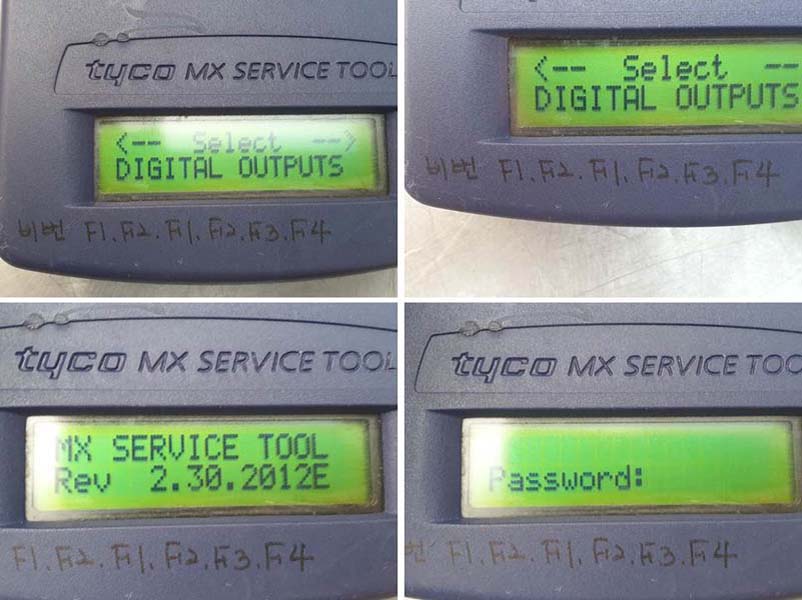 tyco MX SERVICE TOOL
<-- Select -->
DIGITAL OUTPUTS
비번 F1.F2.F1.F2.F3.F4
<-- Select --
DIGITAL OUTPUTS
비번 F1.F2.F1.F2.F3.F4
tyco MX SERVICE TOOL
MX SERVICE TOOL
Rev 2.30.2012E
F1.F2.F1.F2.F3.F4
tyco MX SERVICE TOO
Password:
번 F1.F2.F1.F2.F3.F4